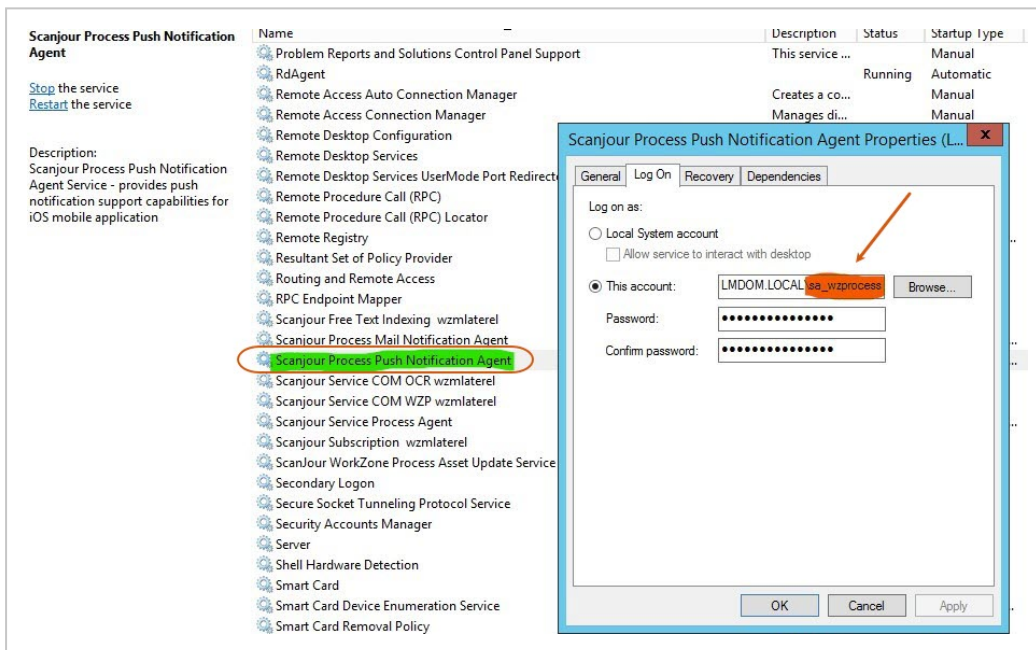 Scanjour Process Push Notification
Agent
Stop the service
Restart the service
Description:
Scanjour Process Push Notification
Agent Service - provides push
notification support capabilities for
iOS mobile application
Name Description Status Startup Type
Problem Reports and Solutions Control Panel Support This service ... Manual
RdAgent Running Automatic
Remote Access Auto Connection Manager Creates a co... Manual
Remote Access Connection Manager Manages di... Manual
Remote Desktop Configuration
Remote Desktop Services
Remote Desktop Services UserMode Port Redirect
Remote Procedure Call (RPC)
Remote Procedure Call (RPC) Locator
Remote Registry
Resultant Set of Policy Provider
Routing and Remote Access
RPC Endpoint Mapper
Scanjour Free Text Indexing wzmlaterel
Scanjour Process Mail Notification Agent
Scanjour Process Push Notification Agent
Scanjour Service COM OCR wzmlaterel
Scanjour Service COM WZP wzmlaterel
Scanjour Service Process Agent
Scanjour Subscription wzmlaterel
ScanJour WorkZone Process Asset Update Service
Secondary Logon
Secure Socket Tunneling Protocol Service
Security Accounts Manager
Server
Shell Hardware Detection
Smart Card
Smart Card Device Enumeration Service
Smart Card Removal Policy
Scanjour Process Push Notification Agent Properties (L... x
General Log On Recovery Dependencies
Log on as:
Local System account
Allow service to interact with desktop
This account: LMDOM.LOCAL\sa_wzprocess Browse...
Password: ●●●●●●●●●●●●●●●
Confirm password: ●●●●●●●●●●●●●●●
OK Cancel Apply